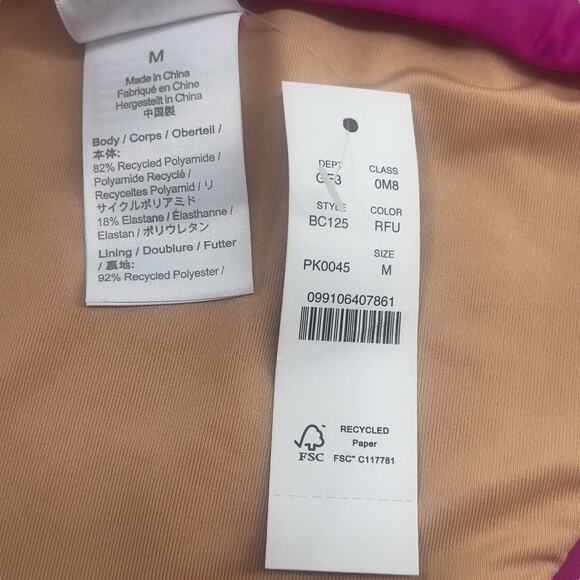 M
Made in China
Fabriqué en Chine
Hergestellt in China
中国製
Body / Corps / Oberteil /
本体:
82% Recycled Polyamide /
Polyamide Recyclé /
Recyceltes Polyamid / リ
サイクルポリアミド
18% Elastane / Élasthanne /
Elastan / ポリウレタン
Lining / Doublure / Futter
/ 裏地:
92% Recycled Polyester /
DEPT CLASS
0M8
STYLE COLOR
BC125 RFU
SIZE
PK0045 M
099106407861
FSC
RECYCLED
Paper
FSC™ C117781